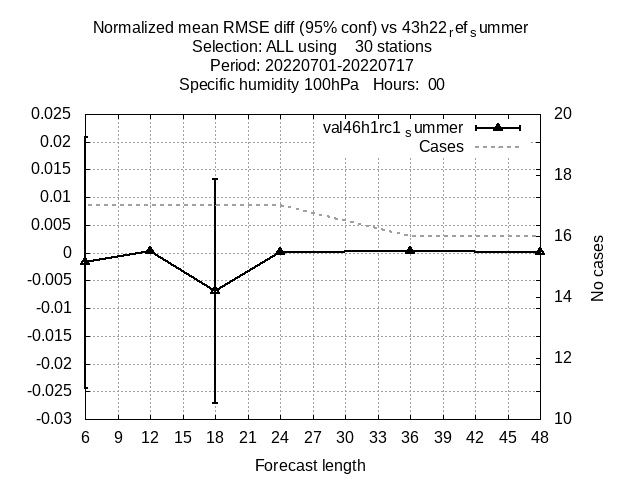 Normalized mean RMSE diff (95% conf) vs 43h22refsummer
Selection: ALL using 30 stations
Period: 20220701-20220717
Specific humidity 100hPa Hours: 00
val46h1rc1summer
Cases
0.025
0.02
0.015
0.01
0.005
0
-0.005
-0.01
-0.015
-0.02
-0.025
-0.03
20
18
16
14
12
10
No cases
6 9 12 15 18 21 24 27 30 33 36 39 42 45 48
Forecast length